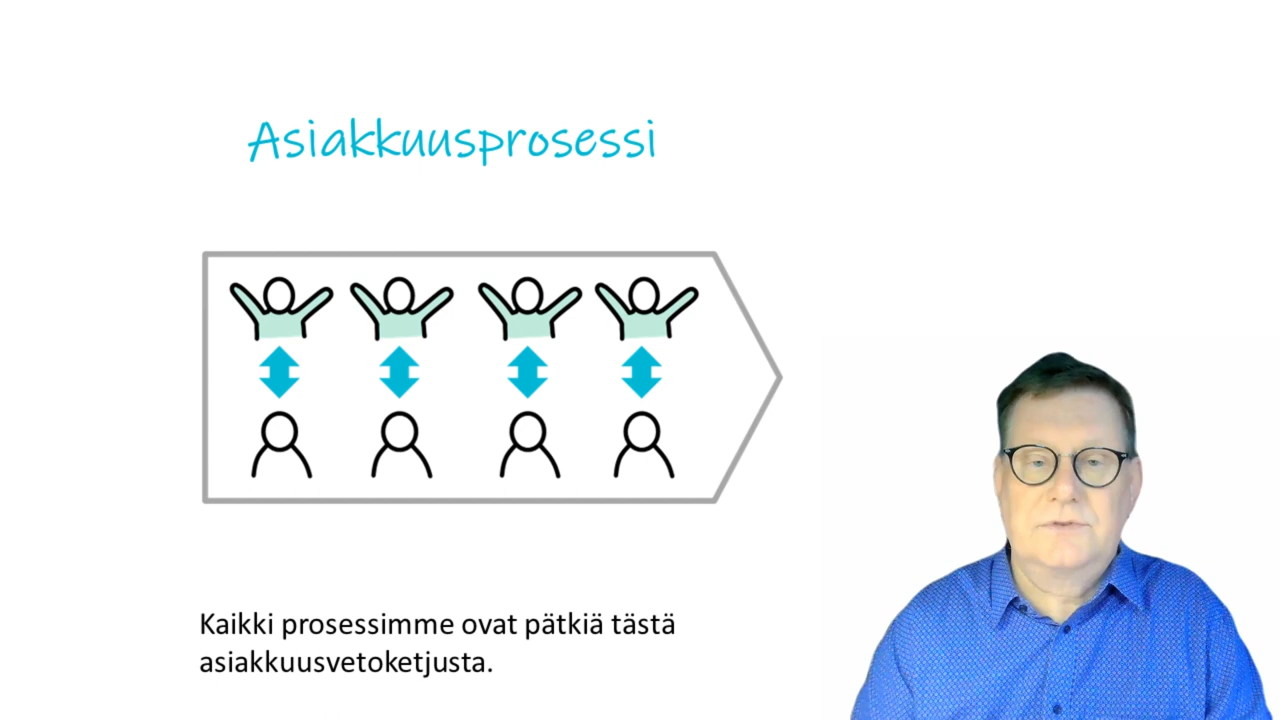 Asiakkuusprosessi
Kaikki prosessimme ovat pätkiä tästä
asiakkuusvetoketjusta.